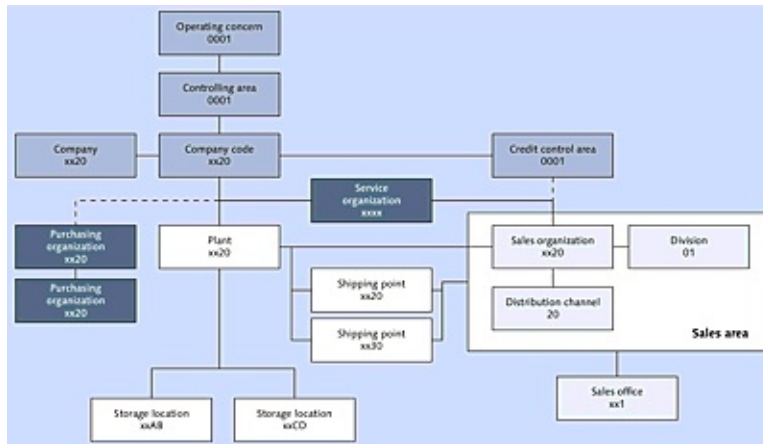 Operating concern
0001
Controlling area
0001
Company
xx20
Company code
xx20
Credit control area
0001
Service
organization
xxxx
Purchasing
organization
xx20
Plant
xx20
Sales organization
xx20
Division
01
Purchasing
organization
xx20
Shipping point
xx20
Distribution channel
20
Shipping point
xx30
Sales area
Sales office
xx1
Storage location
xxAB
Storage location
xxCD